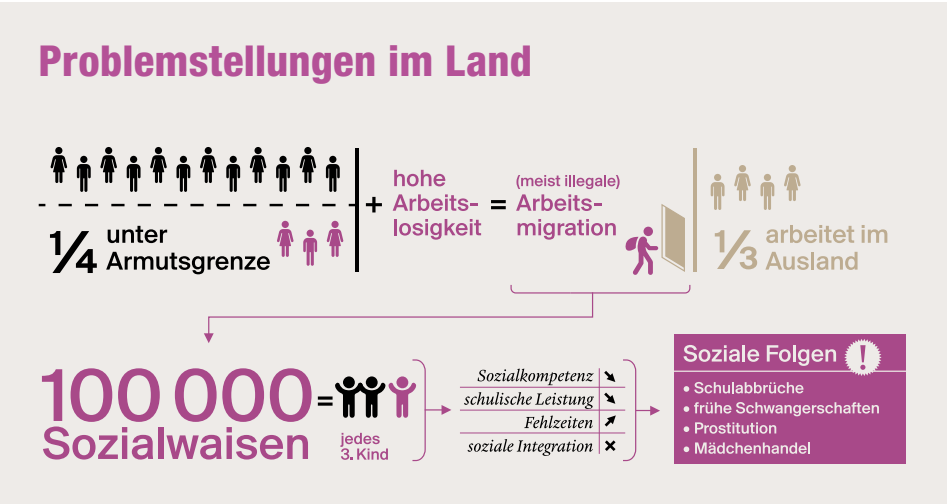 Problemstellungen im Land
1/4 unter
Armutsgrenze
+
hohe
Arbeits-
losigkeit
=
(meist illegale)
Arbeits-
migration
1/3 arbeitet im
Ausland
100 000
Sozialwaisen
=
jedes
3. Kind
Sozialkompetenz
schulische Leistung
Fehlzeiten
soziale Integration
Soziale Folgen !
• Schulabbrüche
• frühe Schwangerschaften
• Prostitution
• Mädchenhandel